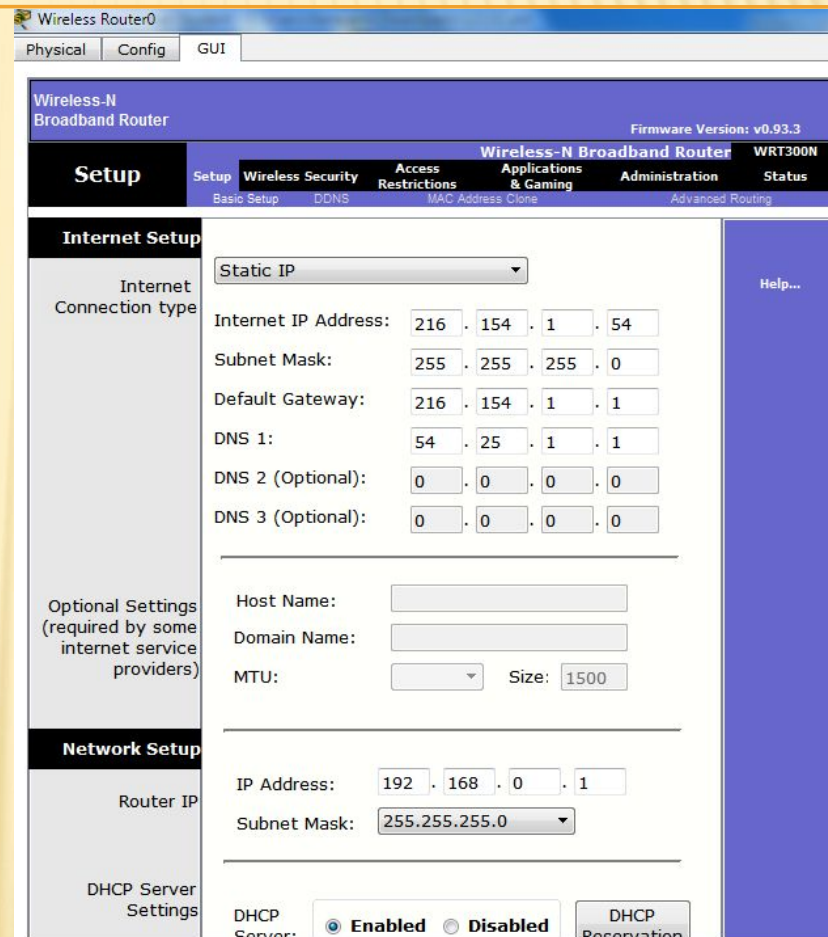 Wireless Router0
Physical Config GUI
Wireless-N
Broadband Router
Firmware Version: v0.93.3
Wireless-N Broadband Router WRT300N
Setup
Setup Wireless Security Access Restrictions Applications & Gaming Administration Status
Basic Setup DDNS MAC Address Clone Advanced Routing
Internet Setup
Internet
Connection type
Static IP
Help...
Internet IP Address: 216 . 154 . 1 . 54
Subnet Mask: 255 . 255 . 255 . 0
Default Gateway: 216 . 154 . 1 . 1
DNS 1: 54 . 25 . 1 . 1
DNS 2 (Optional): 0 . 0 . 0 . 0
DNS 3 (Optional): 0 . 0 . 0 . 0
Optional Settings
(required by some
internet service
providers)
Host Name:
Domain Name:
MTU: Size: 1500
Network Setup
Router IP
IP Address: 192 . 168 . 0 . 1
Subnet Mask: 255.255.255.0
DHCP Server
Settings
DHCP
Server: Enabled Disabled
DHCP
Reservation